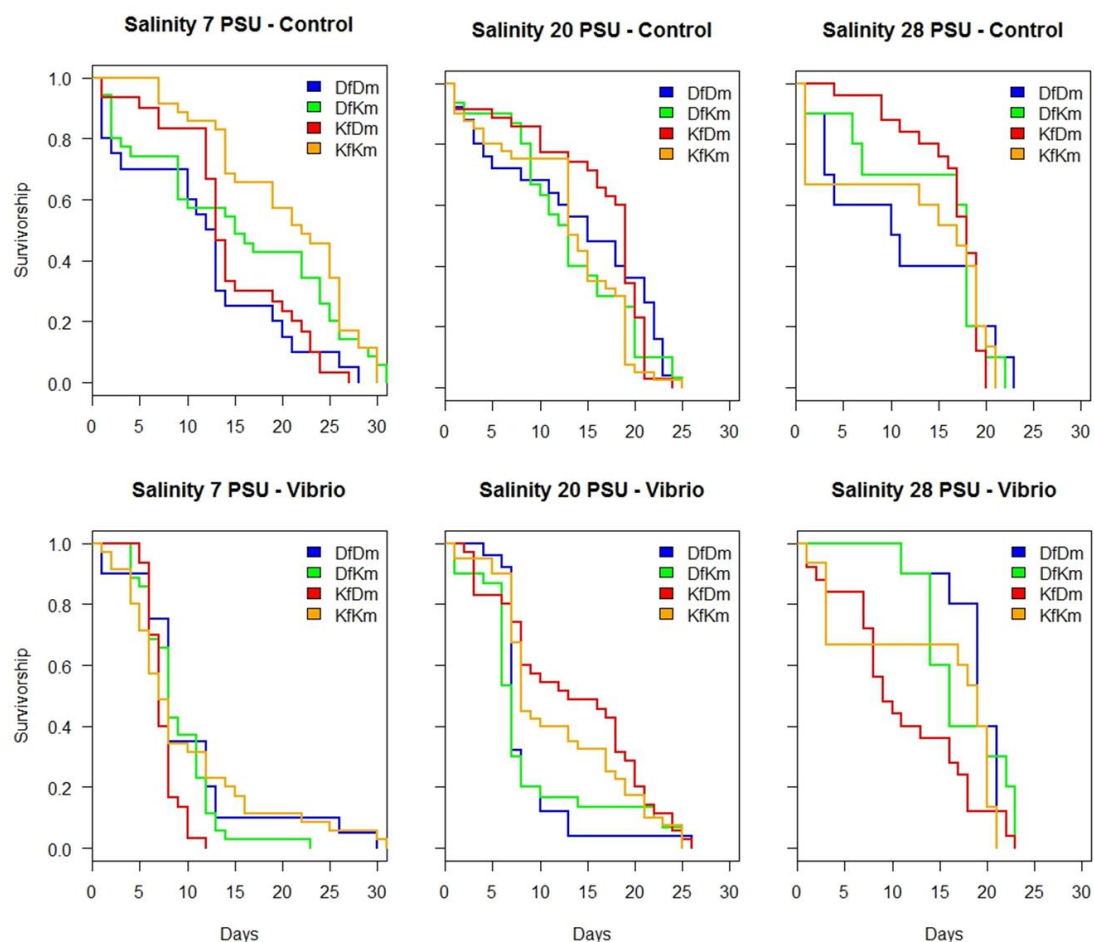 Salinity 7 PSU - Control
Salinity 20 PSU - Control
Salinity 28 PSU - Control
Survivorship
1.0
0.8
0.6
0.4
0.2
0.0
DfDm
DfKm
KfDm
KfKm
DfDm
DfKm
KfDm
KfKm
DfDm
DfKm
KfDm
KfKm
0 5 10 15 20 25 30
0 5 10 15 20 25 30
0 5 10 15 20 25 30
Salinity 7 PSU - Vibrio
Salinity 20 PSU - Vibrio
Salinity 28 PSU - Vibrio
Survivorship
1.0
0.8
0.6
0.4
0.2
0.0
DfDm
DfKm
KfDm
KfKm
DfDm
DfKm
KfDm
KfKm
DfDm
DfKm
KfDm
KfKm
0 5 10 15 20 25 30
0 5 10 15 20 25 30
0 5 10 15 20 25 30
Days
Days
Days